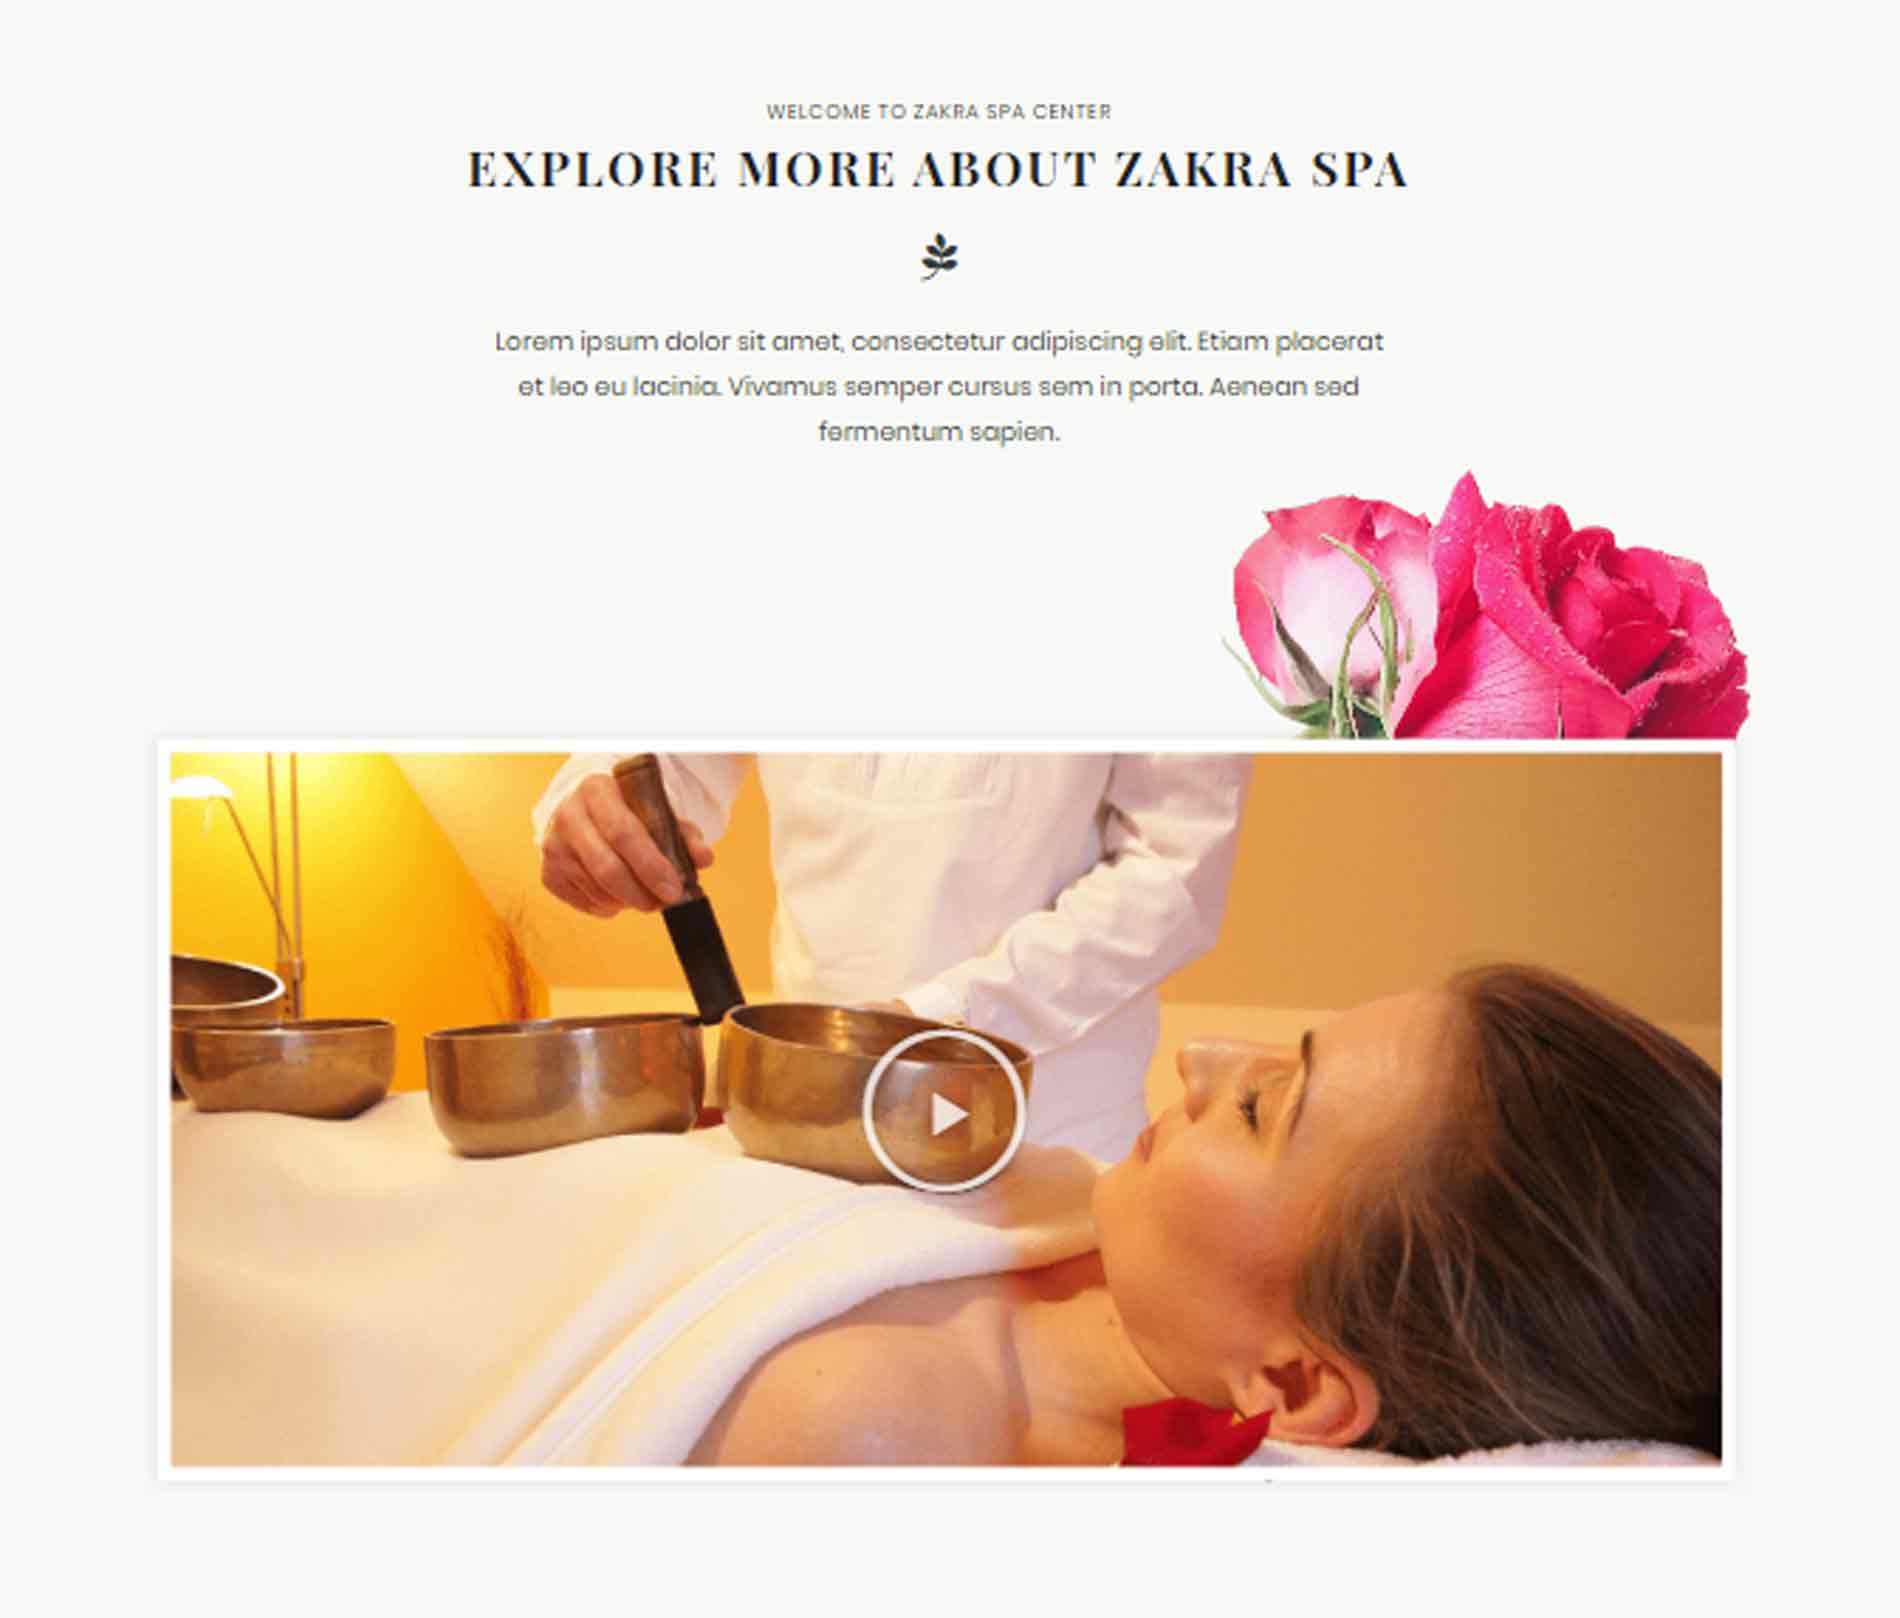 WELCOME TO ZAKRA SPA CENTER
EXPLORE MORE ABOUT ZAKRA SPA
Lorem ipsum dolor sit amet, consectetur adipiscing elit. Etiam placerat
et leo eu lacinia. Vivamus semper cursus sem in porta. Aenean sed
fermentum sapien.